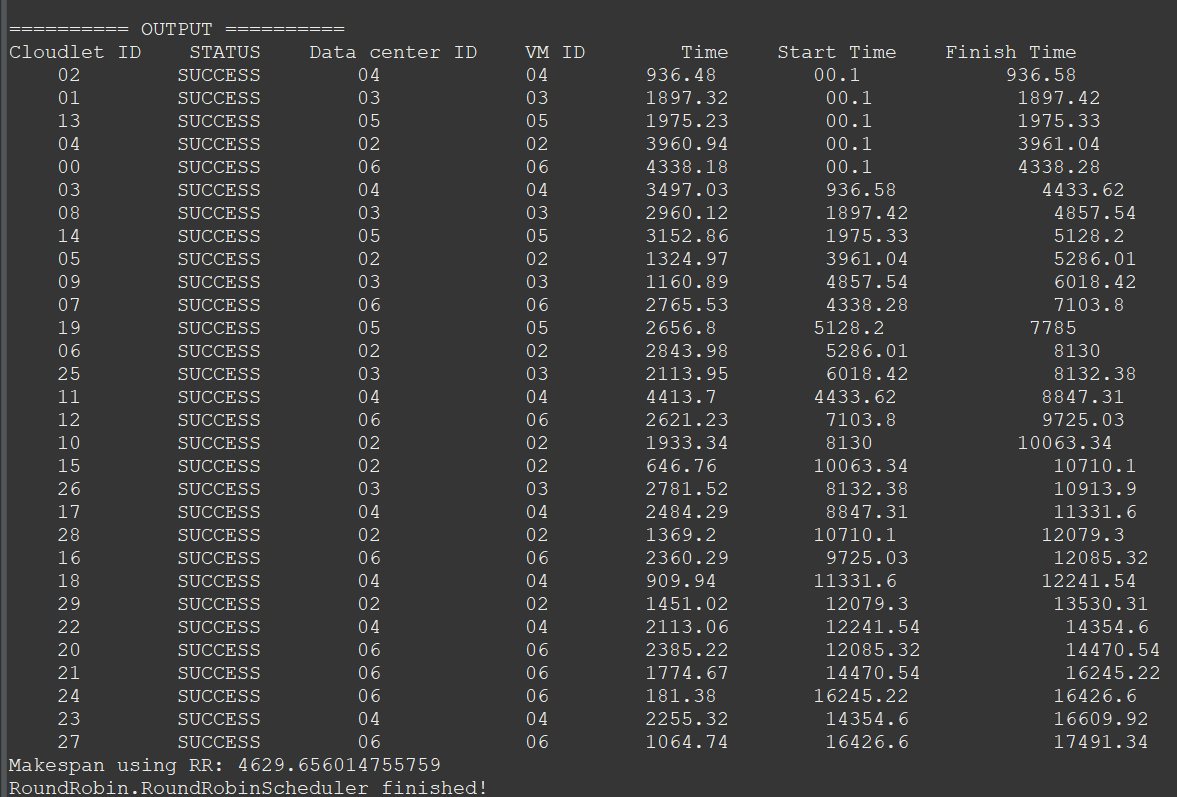 ========== OUTPUT ==========
Cloudlet ID STATUS Data center ID VM ID Time Start Time Finish Time
02 SUCCESS 04 04 936.48 00.1 936.58
01 SUCCESS 03 03 1897.32 00.1 1897.42
13 SUCCESS 05 05 1975.23 00.1 1975.33
04 SUCCESS 02 02 3960.94 00.1 3961.04
00 SUCCESS 06 06 4338.18 00.1 4338.28
03 SUCCESS 04 04 3497.03 936.58 4433.62
08 SUCCESS 03 03 2960.12 1897.42 4857.54
14 SUCCESS 05 05 3152.86 1975.33 5128.2
05 SUCCESS 02 02 1324.97 3961.04 5286.01
09 SUCCESS 03 03 1160.89 4857.54 6018.42
07 SUCCESS 06 06 2765.53 4338.28 7103.8
19 SUCCESS 05 05 2656.8 5128.2 7785
06 SUCCESS 02 02 2843.98 5286.01 8130
25 SUCCESS 03 03 2113.95 6018.42 8132.38
11 SUCCESS 04 04 4413.7 4433.62 8847.31
12 SUCCESS 06 06 2621.23 7103.8 9725.03
10 SUCCESS 02 02 1933.34 8130 10063.34
15 SUCCESS 02 02 646.76 10063.34 10710.1
26 SUCCESS 03 03 2781.52 8132.38 10913.9
17 SUCCESS 04 04 2484.29 8847.31 11331.6
28 SUCCESS 02 02 1369.2 10710.1 12079.3
16 SUCCESS 06 06 2360.29 9725.03 12085.32
18 SUCCESS 04 04 909.94 11331.6 12241.54
29 SUCCESS 02 02 1451.02 12079.3 13530.31
22 SUCCESS 04 04 2113.06 12241.54 14354.6
20 SUCCESS 06 06 2385.22 12085.32 14470.54
21 SUCCESS 06 06 1774.67 14470.54 16245.22
24 SUCCESS 06 06 181.38 16245.22 16426.6
23 SUCCESS 04 04 2255.32 14354.6 16609.92
27 SUCCESS 06 06 1064.74 16426.6 17491.34
Makespan using RR: 4629.656014755759
RoundRobin.RoundRobinScheduler finished!